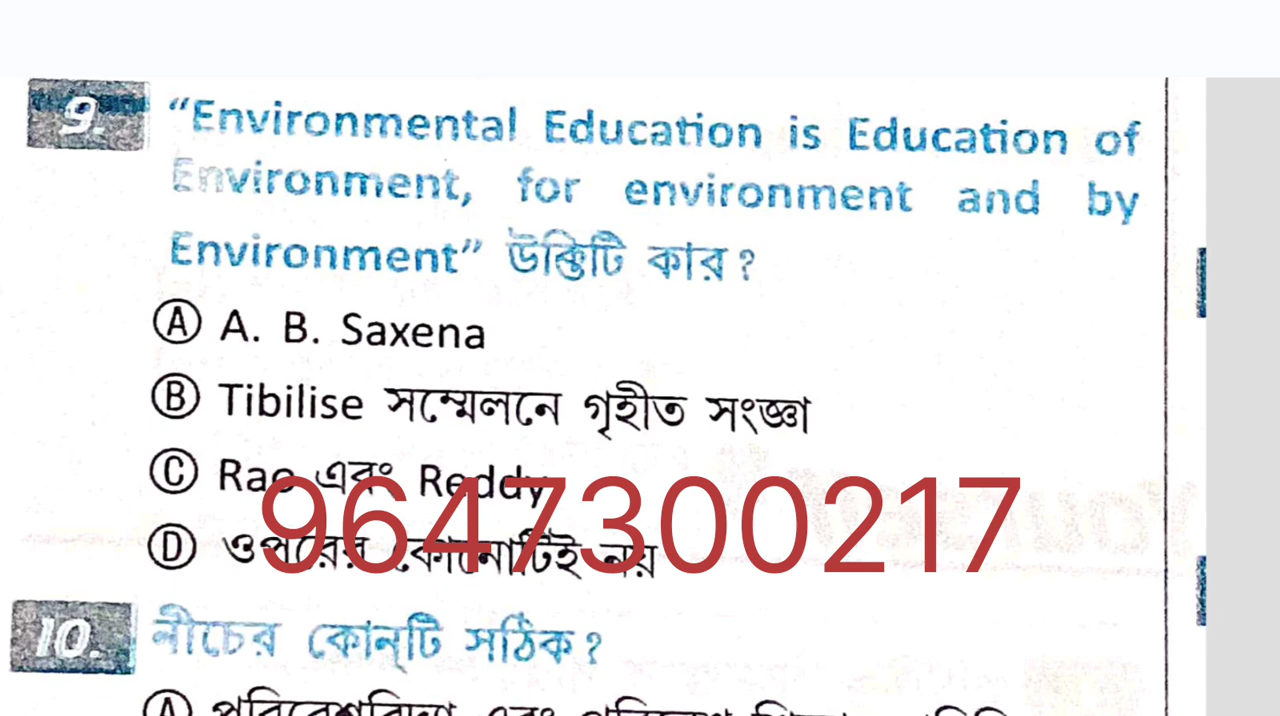 9.
“Environmental Education is Education of
Environment, for environment and by
Environment” উক্তিটি কার ?
Ⓐ A. B. Saxena
Ⓑ Tibilise সম্মেলনে গৃহীত সংজ্ঞা
Ⓒ Rao এবং Reddy
Ⓓ ওপরের কোনোটিই নয়
9647300217
10. নীচের কোন্‌টি সঠিক ?
Ⓐ এবং